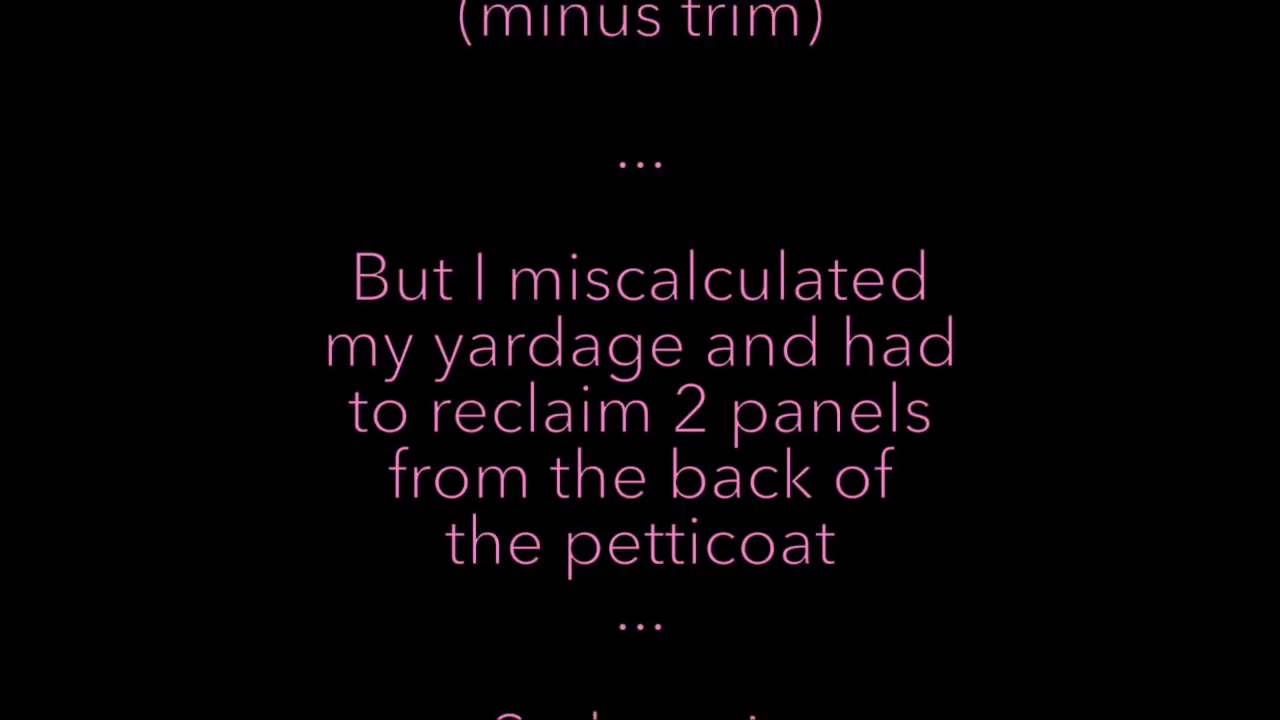 (minus trim)
...
But I miscalculated
my yardage and had
to reclaim 2 panels
from the back of
the petticoat
...